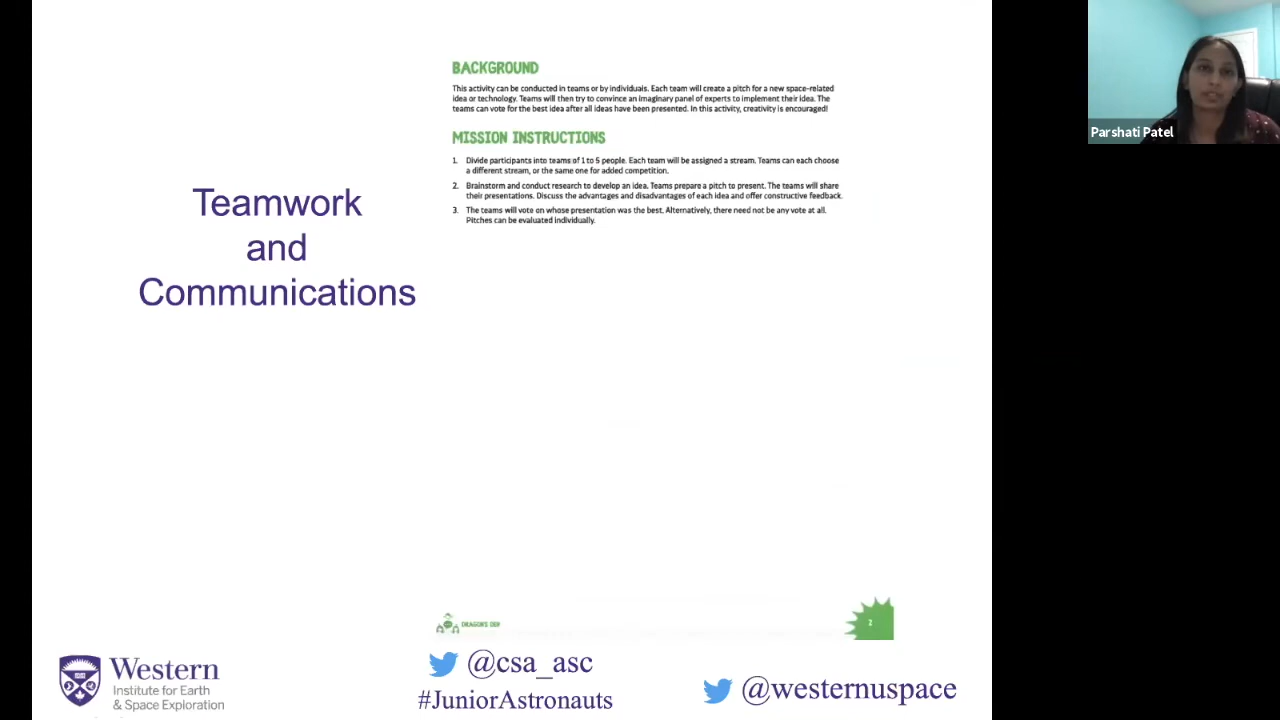 BACKGROUND
This activity can be conducted in teams or by individuals. Each team will create a pitch for a new space-related
idea or technology. Teams will then try to convince an imaginary panel of experts to implement their idea. The
teams can vote for the best idea after all ideas have been presented. In this activity, creativity is encouraged!
MISSION INSTRUCTIONS
1. Divide participants into teams of 1 to 5 people. Each team will be assigned a stream. Teams can each choose
a different stream, or the same one for added competition.
2. Brainstorm and conduct research to develop an idea. Teams prepare a pitch to present. The teams will share
their presentations. Discuss the advantages and disadvantages of each idea and offer constructive feedback.
3. The teams will vote on whose presentation was the best. Alternatively, there need not be any vote at all.
Pitches can be evaluated individually.
Teamwork
and
Communications
DRAGON'S DEN
2
Western
Institute for Earth
& Space Exploration
@csa_asc
#JuniorAstronauts
@westernuspace
Parshati Patel